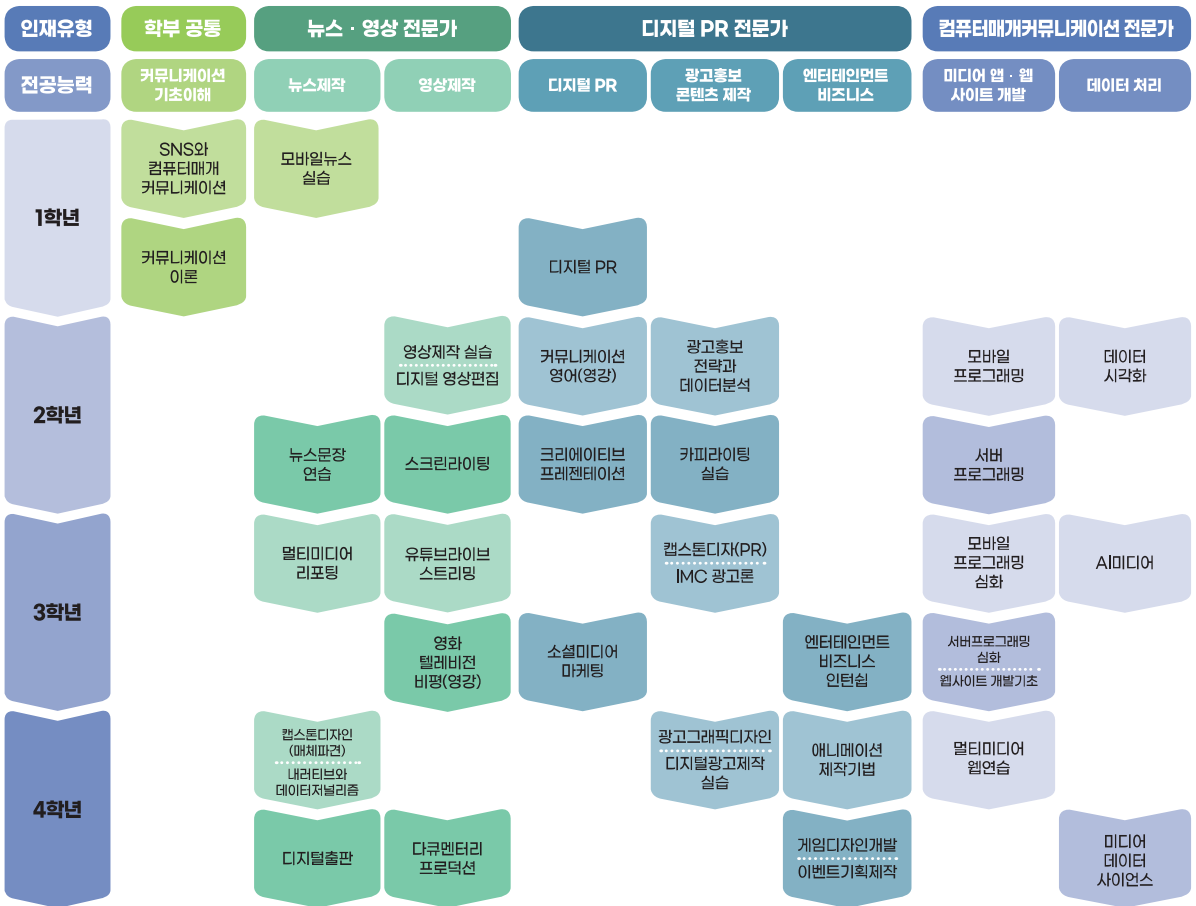 인재유형
학부 공통
뉴스 · 영상 전문가
디지털 PR 전문가
컴퓨터매개커뮤니케이션 전문가
전공능력
커뮤니케이션
기초이해
뉴스제작
영상제작
디지털 PR
광고홍보
콘텐츠 제작
엔터테인먼트
비즈니스
미디어 앱 · 웹
사이트 개발
데이터 처리
1학년
SNS와
컴퓨터매개
커뮤니케이션
모바일뉴스
실습
커뮤니케이션
이론
디지털 PR
2학년
영상제작 실습
디지털 영상편집
커뮤니케이션
영어(영강)
광고홍보
전략과
데이터분석
모바일
프로그래밍
데이터
시각화
뉴스문장
연습
스크린라이팅
크리에이티브
프레젠테이션
카피라이팅
실습
서버
프로그래밍
3학년
멀티미디어
리포팅
유튜브라이브
스트리밍
캡스톤디자(PR)
IMC 광고론
모바일
프로그래밍
심화
AI미디어
영화
텔레비전
비평(영강)
소셜미디어
마케팅
엔터테인먼트
비즈니스
인턴쉽
서버프로그래밍
심화
웹사이트 개발기초
4학년
캡스톤디자인
(매체파견)
내러티브와
데이터저널리즘
광고그래픽디자인
디지털광고제작
실습
애니메이션
제작기법
멀티미디어
웹연습
디지털출판
다큐멘터리
프로덕션
게임디자인개발
이벤트기획제작
미디어
데이터
사이언스